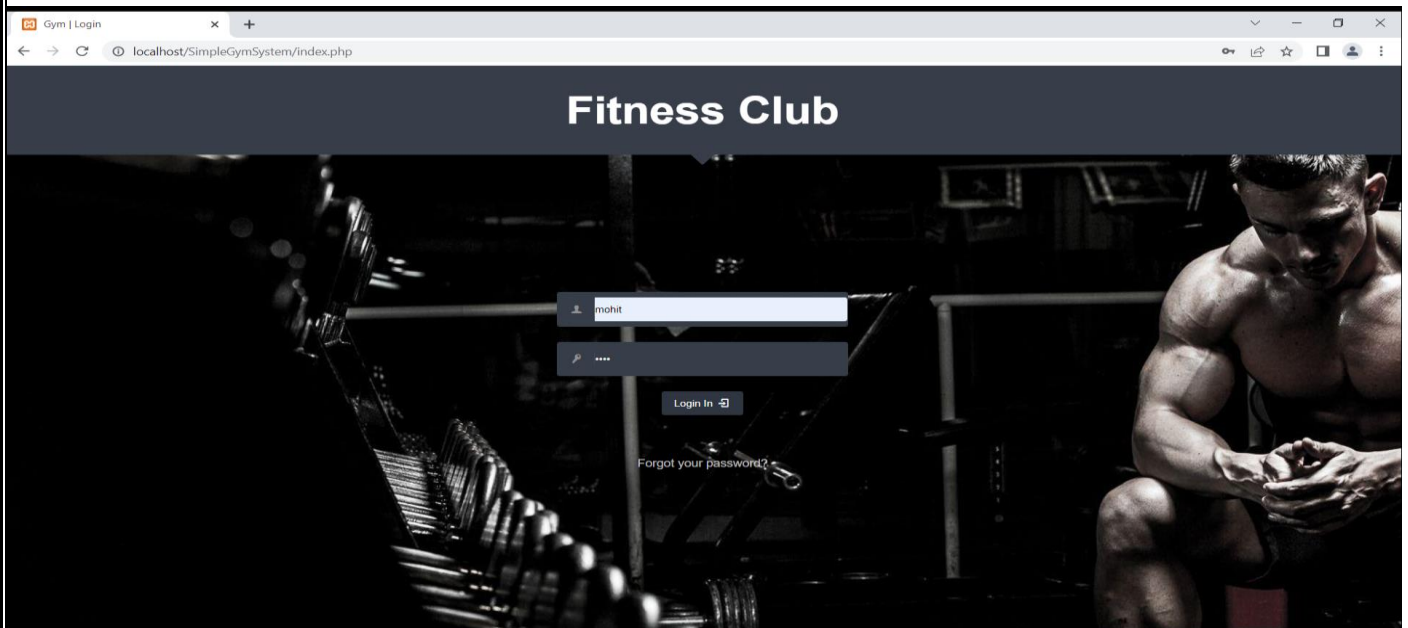 Gym | Login
localhost/SimpleGymSystem/index.php
Fitness Club
mohit
••••
Login In
Forgot your password?